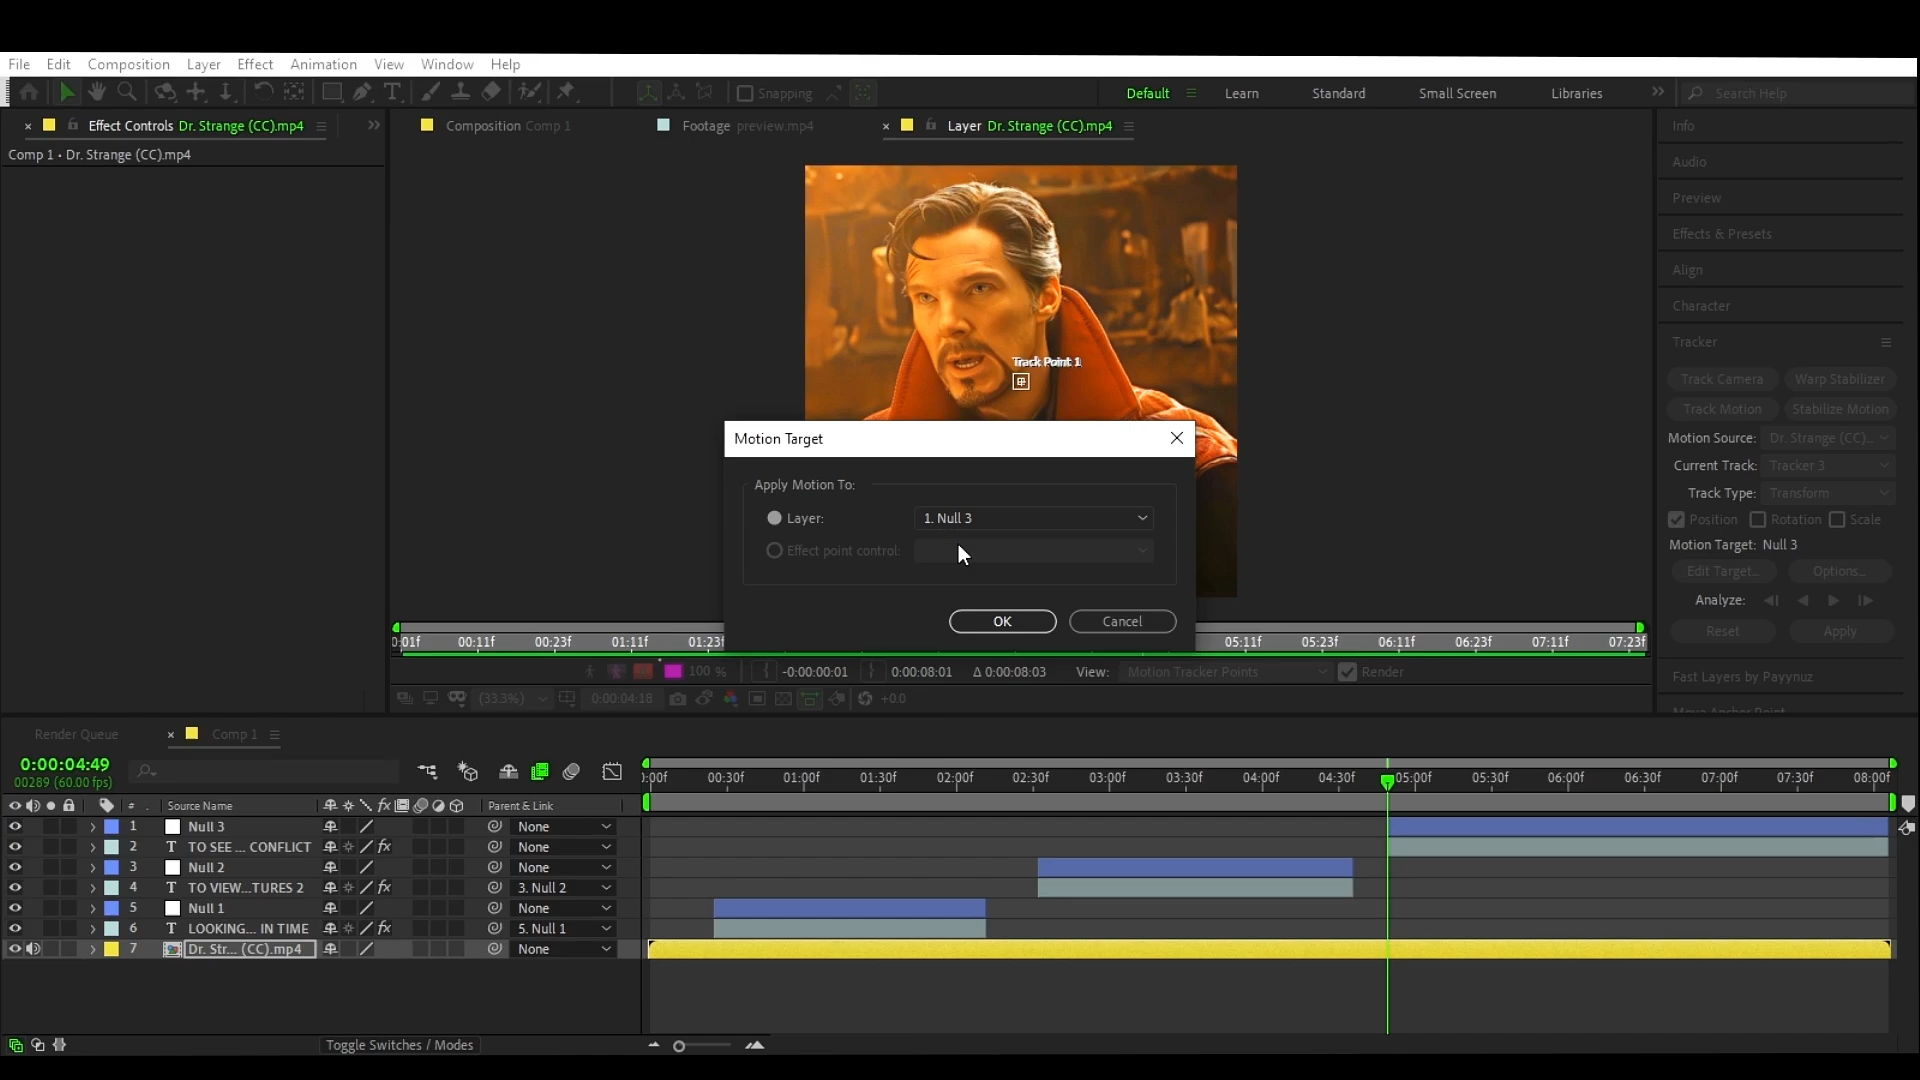 File Edit Composition Layer Effect Animation View Window Help
Snapping Default Learn Standard Small Screen Libraries Search Help
Effect Controls Dr. Strange (CC).mp4 Composition Comp 1 Footage preview.mp4 Layer Dr. Strange (CC).mp4 Info
Comp 1 • Dr. Strange (CC).mp4
Audio
Preview
Effects & Presets
Align
Character
Tracker
Track Point 1
Track Camera Warp Stabilizer
Track Motion Stabilize Motion
Motion Source: Dr. Strange (CC)...
Current Track: Tracker 3
Track Type: Transform
Position Rotation Scale
Motion Target: Null 3
Edit Target... Options...
Analyze:
Reset Apply
Fast Layers by Payynuz
Move Anchor Point
Motion Target
Apply Motion To:
Layer: 1. Null 3
Effect point control:
OK Cancel
0:01f 00:11f 00:23f 01:11f 01:23f 05:11f 05:23f 06:11f 06:23f 07:11f 07:23f
100 % -0:00:00:01 0:00:08:01 Δ 0:00:08:03 View: Motion Tracker Points Render
(33.3%) 0:00:04:18 +0.0
Render Queue Comp 1
0:00:04:49
00289 (60.00 fps)
:00f 00:30f 01:00f 01:30f 02:00f 02:30f 03:00f 03:30f 04:00f 04:30f 05:00f 05:30f 06:00f 06:30f 07:00f 07:30f 08:00f
# Source Name fx Parent & Link
1 Null 3 None
2 T TO SEE ... CONFLICT fx None
3 Null 2 None
4 T TO VIEW...TURES 2 fx 3. Null 2
5 Null 1 None
6 T LOOKING... IN TIME fx 5. Null 1
7 Dr. Str... (CC).mp4 None
Toggle Switches / Modes